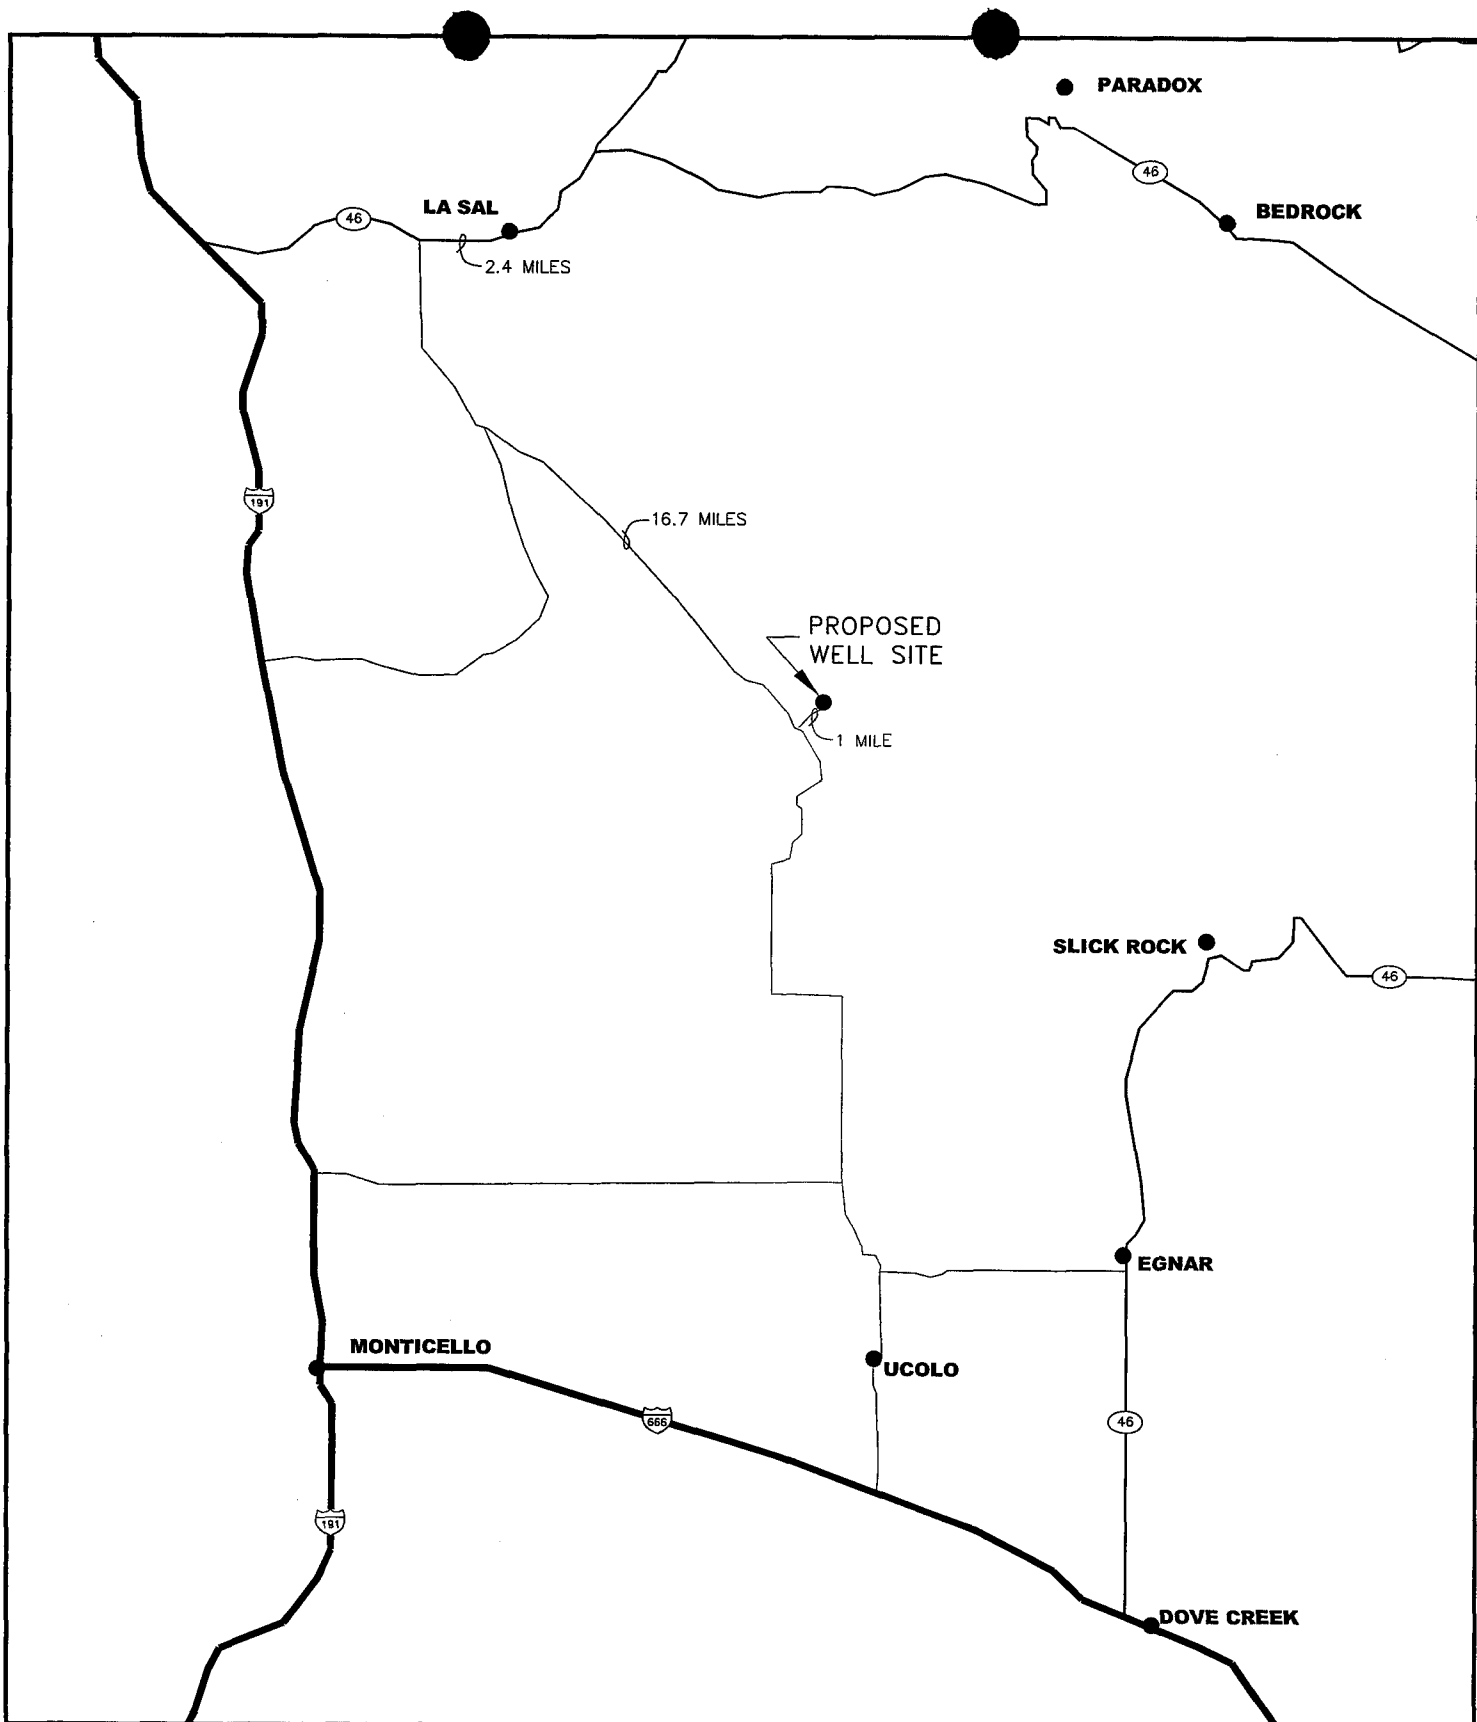 PARADOX
46
LA SAL
46
BEDROCK
2.4 MILES
191
16.7 MILES
PROPOSED
WELL SITE
1 MILE
SLICK ROCK
46
EGNAR
MONTICELLO
UCOLO
666
46
191
DOVE CREEK